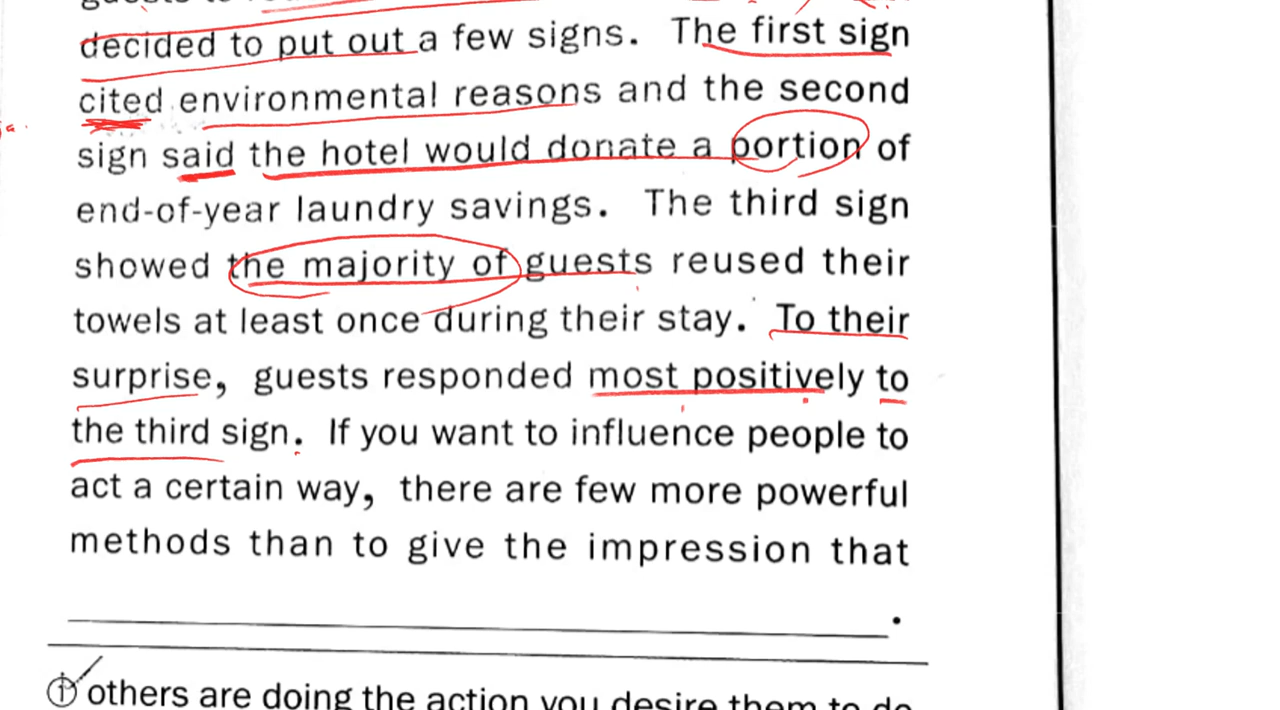 decided to put out a few signs. The first sign
cited environmental reasons and the second
sign said the hotel would donate a portion of
end-of-year laundry savings. The third sign
showed the majority of guests reused their
towels at least once during their stay. To their
surprise, guests responded most positively to
the third sign. If you want to influence people to
act a certain way, there are few more powerful
methods than to give the impression that
.
① others are doing the action you desire them to do